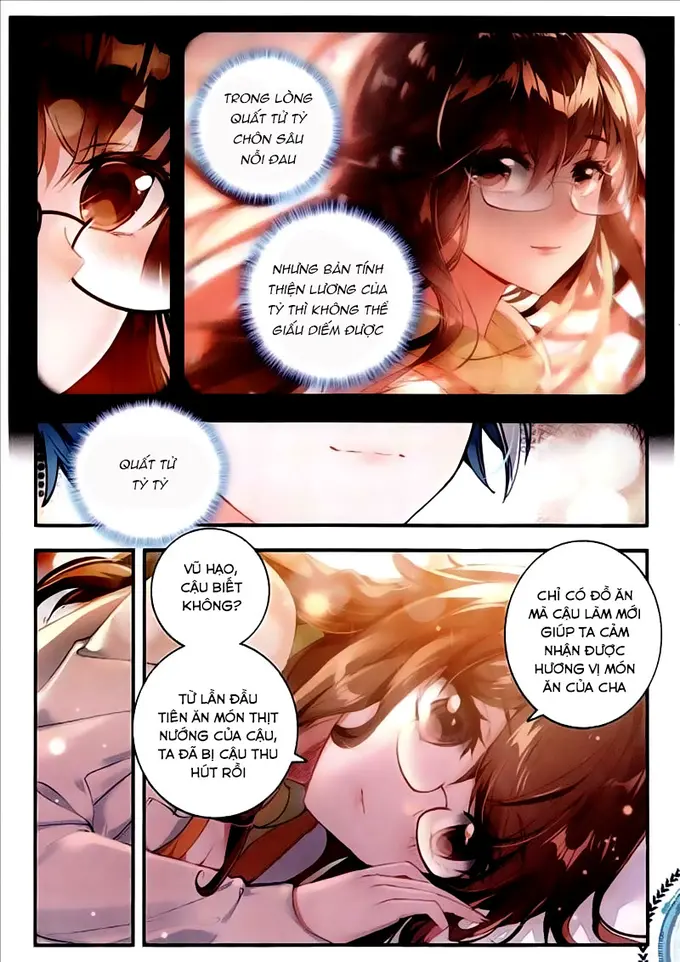 TRONG LÒNG
QUẤT TỬ TỶ
CHÔN SÂU
NỖI ĐAU
NHƯNG BẢN TÍNH
THIỆN LƯƠNG CỦA
TỶ THÌ KHÔNG THỂ
GIẤU DIẾM ĐƯỢC
QUẤT TỬ
TỶ TỶ
VŨ HẠO,
CẬU BIẾT
KHÔNG?
TỪ LẦN ĐẦU
TIÊN ĂN MÓN THỊT
NƯỚNG CỦA CẬU,
TA ĐÃ BỊ CẬU THU
HÚT RỒI
CHỈ CÓ ĐỒ ĂN
MÀ CẬU LÀM MỚI
GIÚP TA CẢM
NHẬN ĐƯỢC
HƯƠNG VỊ MÓN
ĂN CỦA CHA